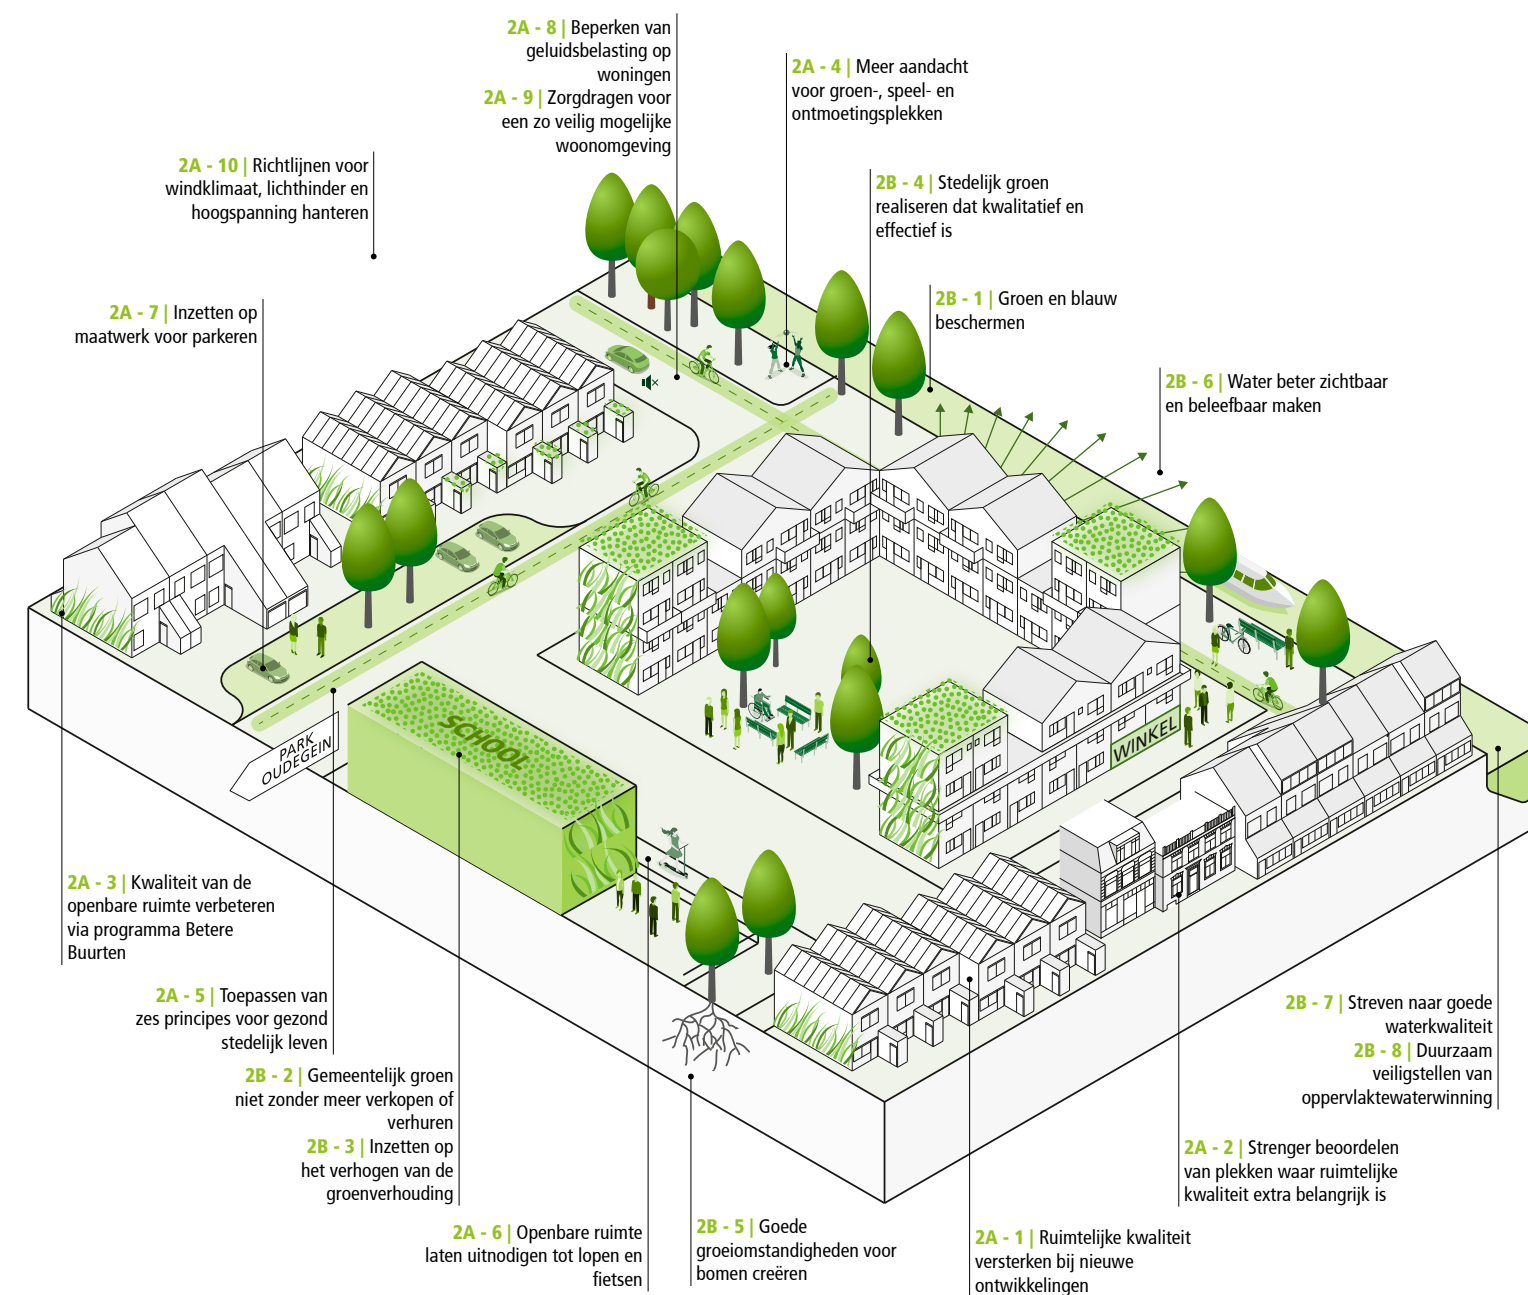 2A - 8 | Beperken van
geluidsbelasting op
woningen
2A - 9 | Zorgdragen voor
een zo veilig mogelijke
woonomgeving
2A - 4 | Meer aandacht
voor groen-, speel- en
ontmoetingsplekken
2A - 10 | Richtlijnen voor
windklimaat, lichthinder en
hoogspanning hanteren
2B - 4 | Stedelijk groen
realiseren dat kwalitatief en
effectief is
2A - 7 | Inzetten op
maatwerk voor parkeren
2B - 1 | Groen en blauw
beschermen
2B - 6 | Water beter zichtbaar
en beleefbaar maken
PARK
OUDEGEIN
SCHOOL
WINKEL
2A - 3 | Kwaliteit van de
openbare ruimte verbeteren
via programma Betere
Buurten
2A - 5 | Toepassen van
zes principes voor gezond
stedelijk leven
2B - 2 | Gemeentelijk groen
niet zonder meer verkopen of
verhuren
2B - 3 | Inzetten op
het verhogen van de
groenverhouding
2A - 6 | Openbare ruimte
laten uitnodigen tot lopen en
fietsen
2B - 5 | Goede
groeiomstandigheden voor
bomen creëren
2A - 1 | Ruimtelijke kwaliteit
versterken bij nieuwe
ontwikkelingen
2A - 2 | Strenger beoordelen
van plekken waar ruimtelijke
kwaliteit extra belangrijk is
2B - 7 | Streven naar goede
waterkwaliteit
2B - 8 | Duurzaam
veiligstellen van
oppervlaktewaterwinning